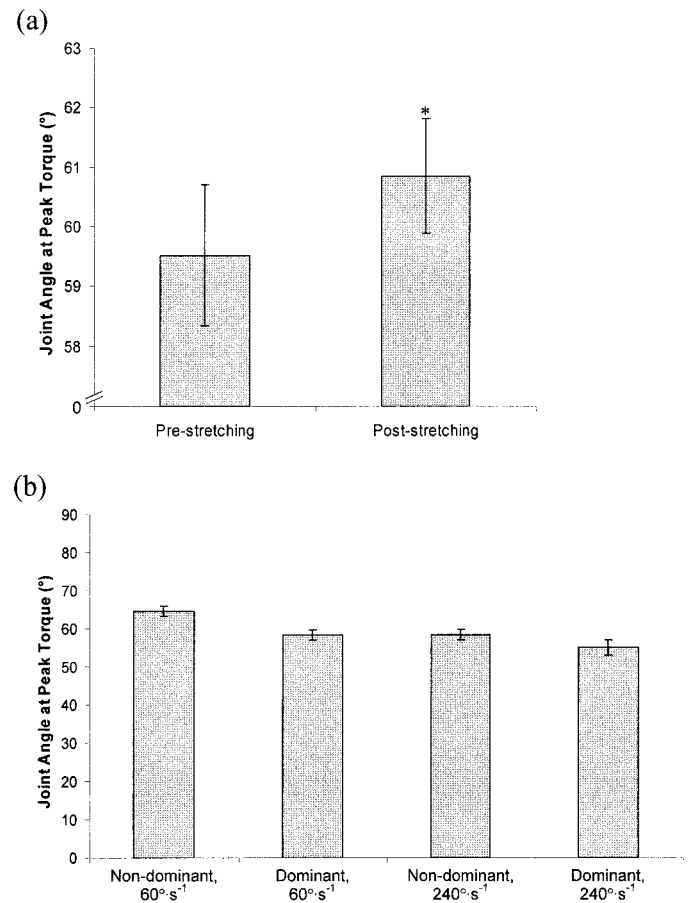 (a)
Joint Angle at Peak Torque (°)
63
62
61
60
59
58
0
*
Pre-stretching
Post-stretching
(b)
Joint Angle at Peak Torque (°)
90
80
70
60
50
40
30
20
10
0
Non-dominant,
60°·s⁻¹
Dominant,
60°·s⁻¹
Non-dominant,
240°·s⁻¹
Dominant,
240°·s⁻¹